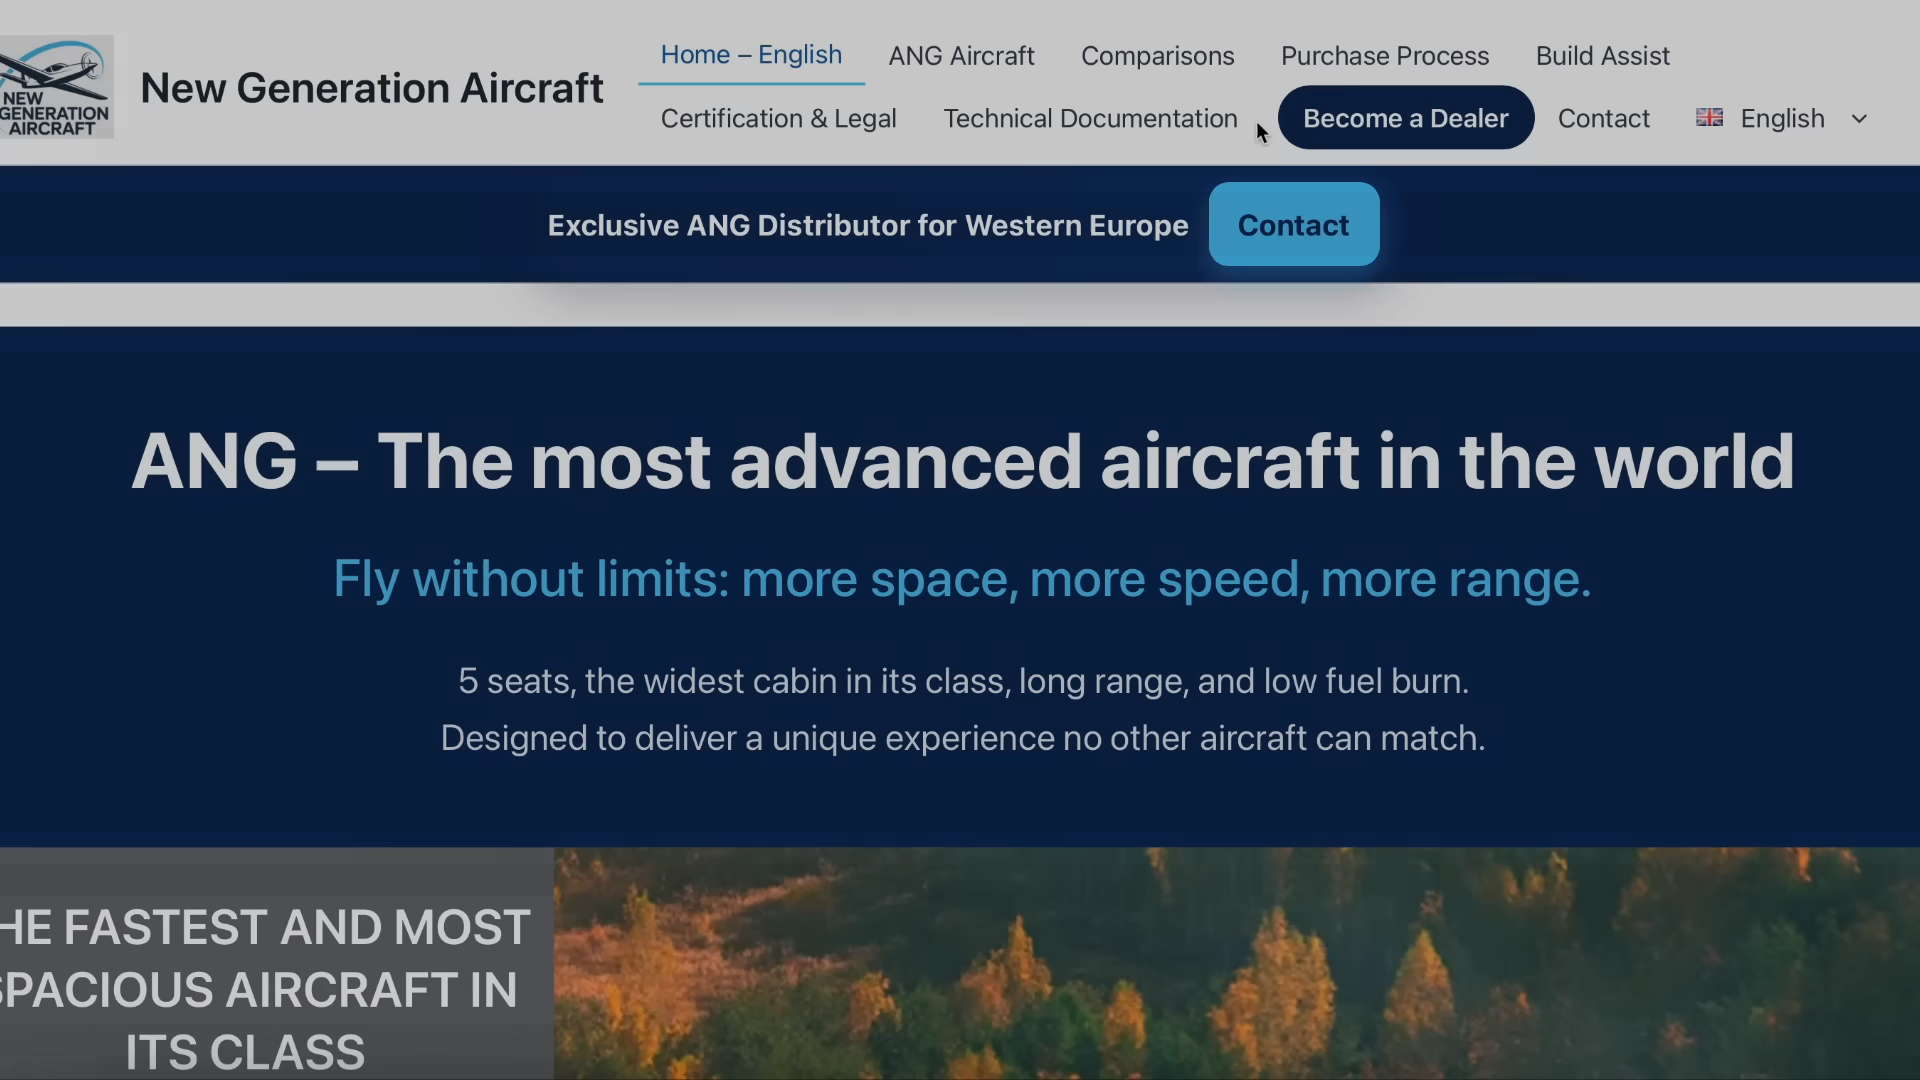 NEW
GENERATION
AIRCRAFT
New Generation Aircraft
Home – English
ANG Aircraft
Comparisons
Purchase Process
Build Assist
Certification & Legal
Technical Documentation
Become a Dealer
Contact
English
Exclusive ANG Distributor for Western Europe
Contact
ANG – The most advanced aircraft in the world
Fly without limits: more space, more speed, more range.
5 seats, the widest cabin in its class, long range, and low fuel burn.
Designed to deliver a unique experience no other aircraft can match.
HE FASTEST AND MOST
SPACIOUS AIRCRAFT IN
ITS CLASS